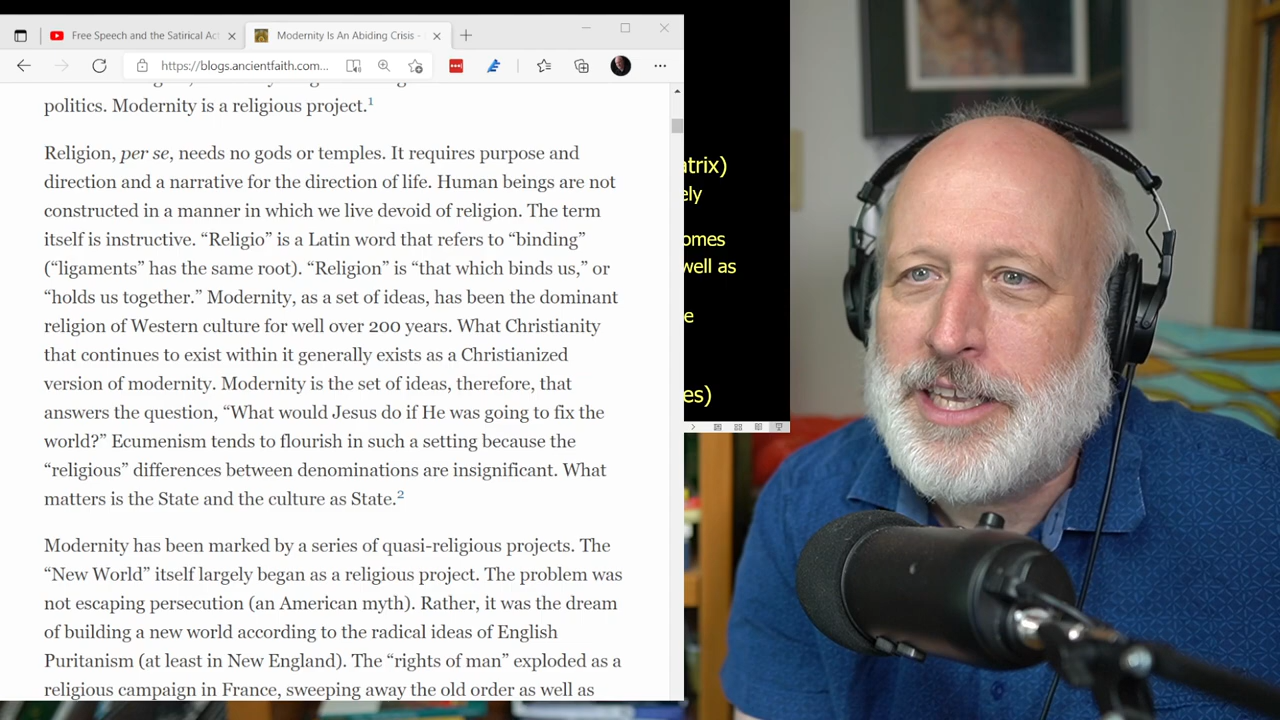 Free Speech and the Satirical Act
Modernity Is An Abiding Crisis -
https://blogs.ancientfaith.com...
politics. Modernity is a religious project.1
Religion, per se, needs no gods or temples. It requires purpose and
direction and a narrative for the direction of life. Human beings are not
constructed in a manner in which we live devoid of religion. The term
itself is instructive. “Religio” is a Latin word that refers to “binding”
(“ligaments” has the same root). “Religion” is “that which binds us,” or
“holds us together.” Modernity, as a set of ideas, has been the dominant
religion of Western culture for well over 200 years. What Christianity
that continues to exist within it generally exists as a Christianized
version of modernity. Modernity is the set of ideas, therefore, that
answers the question, “What would Jesus do if He was going to fix the
world?” Ecumenism tends to flourish in such a setting because the
“religious” differences between denominations are insignificant. What
matters is the State and the culture as State.2
Modernity has been marked by a series of quasi-religious projects. The
“New World” itself largely began as a religious project. The problem was
not escaping persecution (an American myth). Rather, it was the dream
of building a new world according to the radical ideas of English
Puritanism (at least in New England). The “rights of man” exploded as a
religious campaign in France, sweeping away the old order as well as
atrix)
ely
omes
well as
e
es)